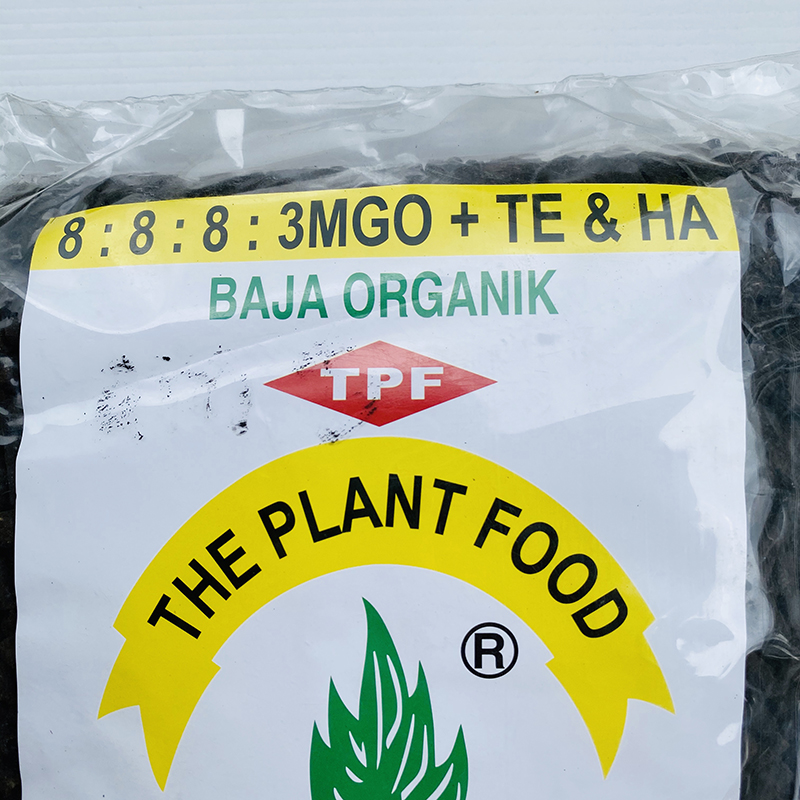 8 : 8 : 8 : 3MGO + TE & HA
BAJA ORGANIK
TPF
THE PLANT FOOD
®